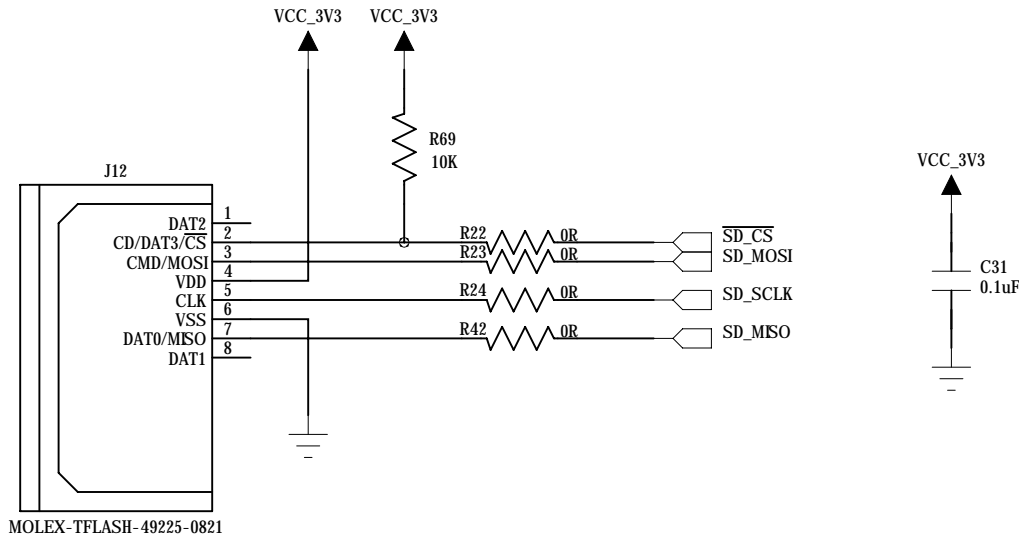 VCC_3V3
VCC_3V3
R69
10K
VCC_3V3
J12
1
DAT2
2
CD/DAT3/CS
R22
0R
SD_CS
3
CMD/MOSI
R23
0R
SD_MOSI
4
VDD
5
CLK
R24
0R
SD_SCLK
6
VSS
7
DAT0/MISO
R42
0R
SD_MISO
8
DAT1
C31
0.1uF
MOLEX-TFLASH-49225-0821